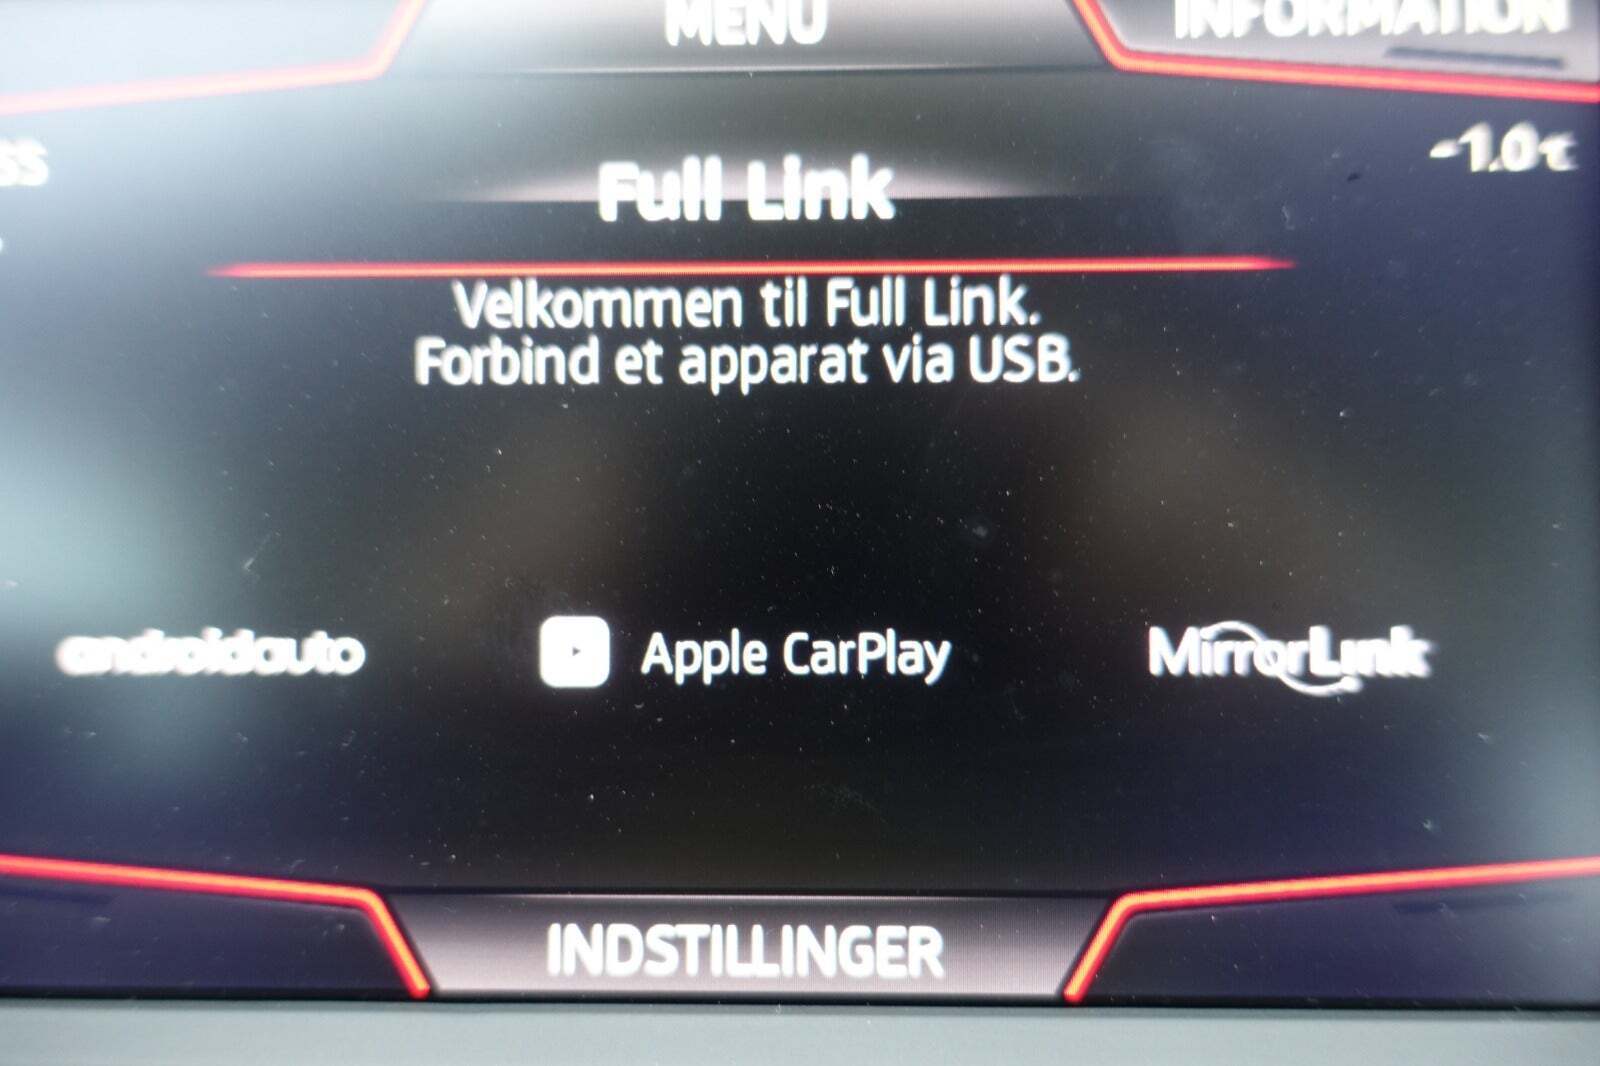 MENU
INFORMATION
-1.0°C
Full Link
Velkommen til Full Link.
Forbind et apparat via USB.
androidauto
Apple CarPlay
MirrorLink
INDSTILLINGER